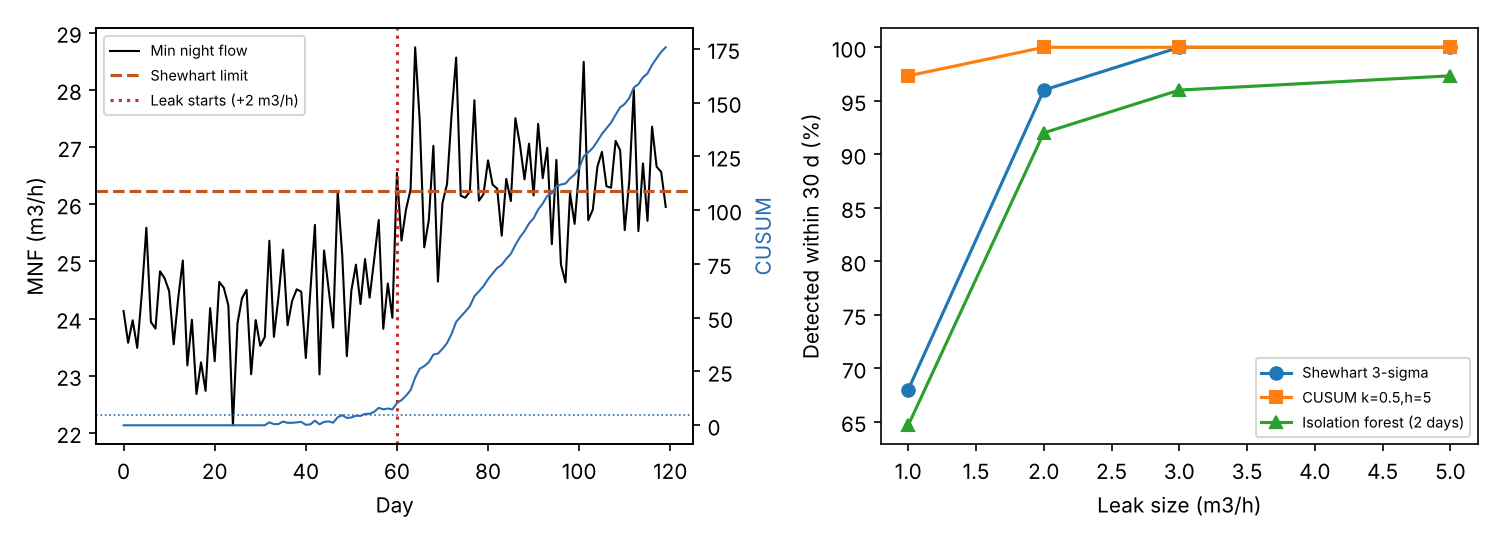 Min night flow
Shewhart limit
Leak starts (+2 m3/h)
MNF (m3/h)
29
28
27
26
25
24
23
22
175
150
125
100
75
50
25
0
CUSUM
0 20 40 60 80 100 120
Day
Detected within 30 d (%)
100
95
90
85
80
75
70
65
Shewhart 3-sigma
CUSUM k=0.5,h=5
Isolation forest (2 days)
1.0 1.5 2.0 2.5 3.0 3.5 4.0 4.5 5.0
Leak size (m3/h)